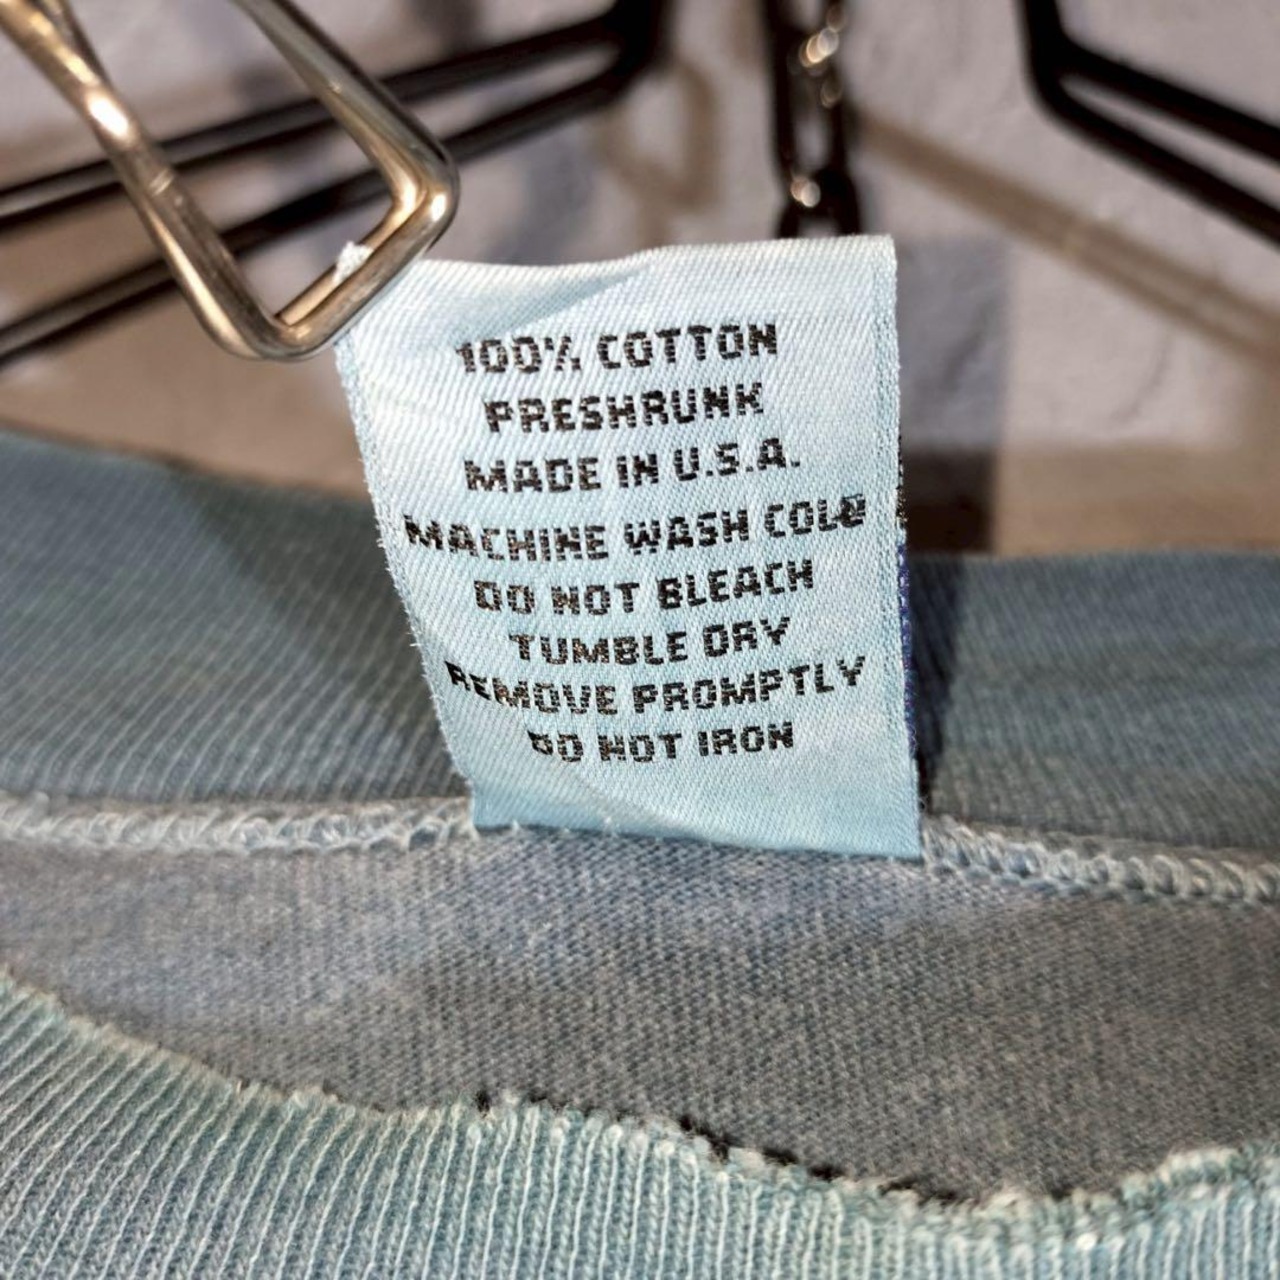 100% COTTON
PRESHRUNK
MADE IN U.S.A.
MACHINE WASH COLD
DO NOT BLEACH
TUMBLE DRY
REMOVE PROMPTLY
DO NOT IRON